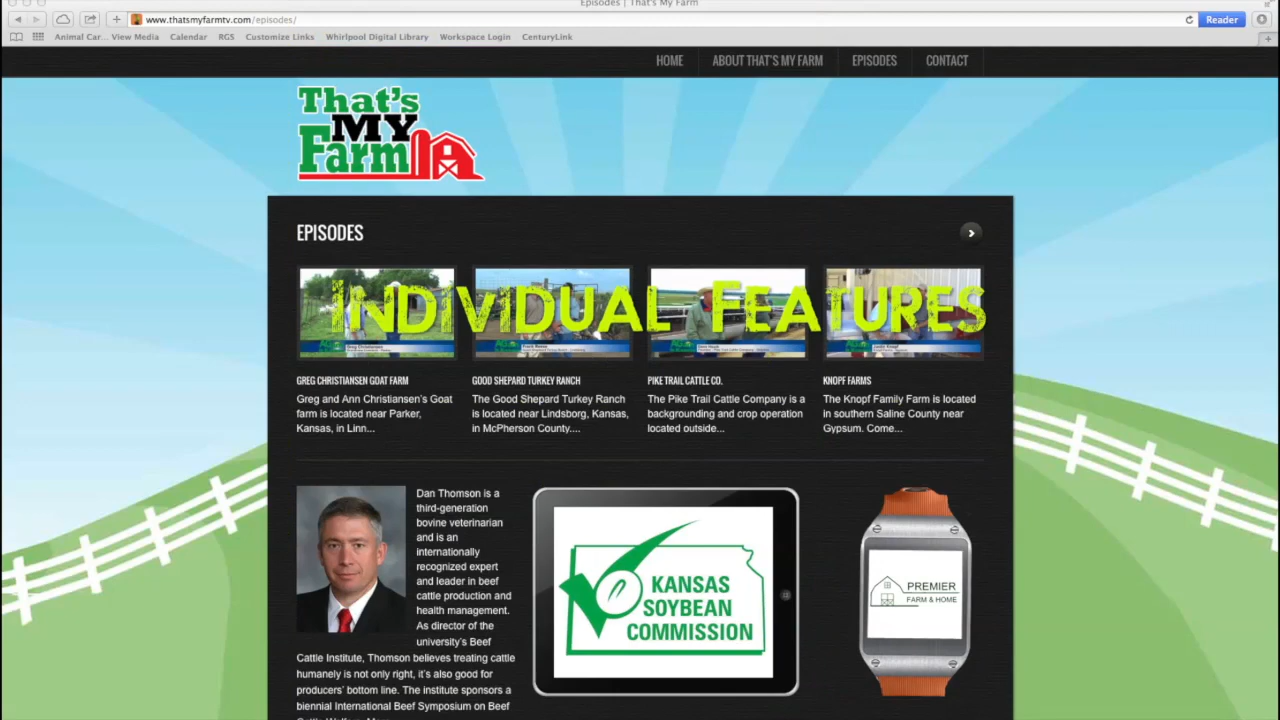 Episodes | That's My Farm
www.thatsmyfarmtv.com/episodes/
Reader
Animal Car... View Media
Calendar
RGS
Customize Links
Whirlpool Digital Library
Workspace Login
CenturyLink
HOME
ABOUT THAT'S MY FARM
EPISODES
CONTACT
That's
MY
Farm
EPISODES
INDIVIDUAL FEATURES
GREG CHRISTIANSEN GOAT FARM
Greg and Ann Christiansen's Goat
farm is located near Parker,
Kansas, in Linn...
GOOD SHEPARD TURKEY RANCH
The Good Shepard Turkey Ranch
is located near Lindsborg, Kansas,
in McPherson County....
PIKE TRAIL CATTLE CO.
The Pike Trail Cattle Company is a
backgrounding and crop operation
located outside...
KNOPF FARMS
The Knopf Family Farm is located
in southern Saline County near
Gypsum. Come...
Dan Thomson is a
third-generation
bovine veterinarian
and is an
internationally
recognized expert
and leader in beef
cattle production and
health management.
As director of the
university's Beef
Cattle Institute, Thomson believes treating cattle
humanely is not only right, it's also good for
producers' bottom line. The institute sponsors a
biennial International Beef Symposium on Beef
KANSAS
SOYBEAN
COMMISSION
PREMIER
FARM & HOME